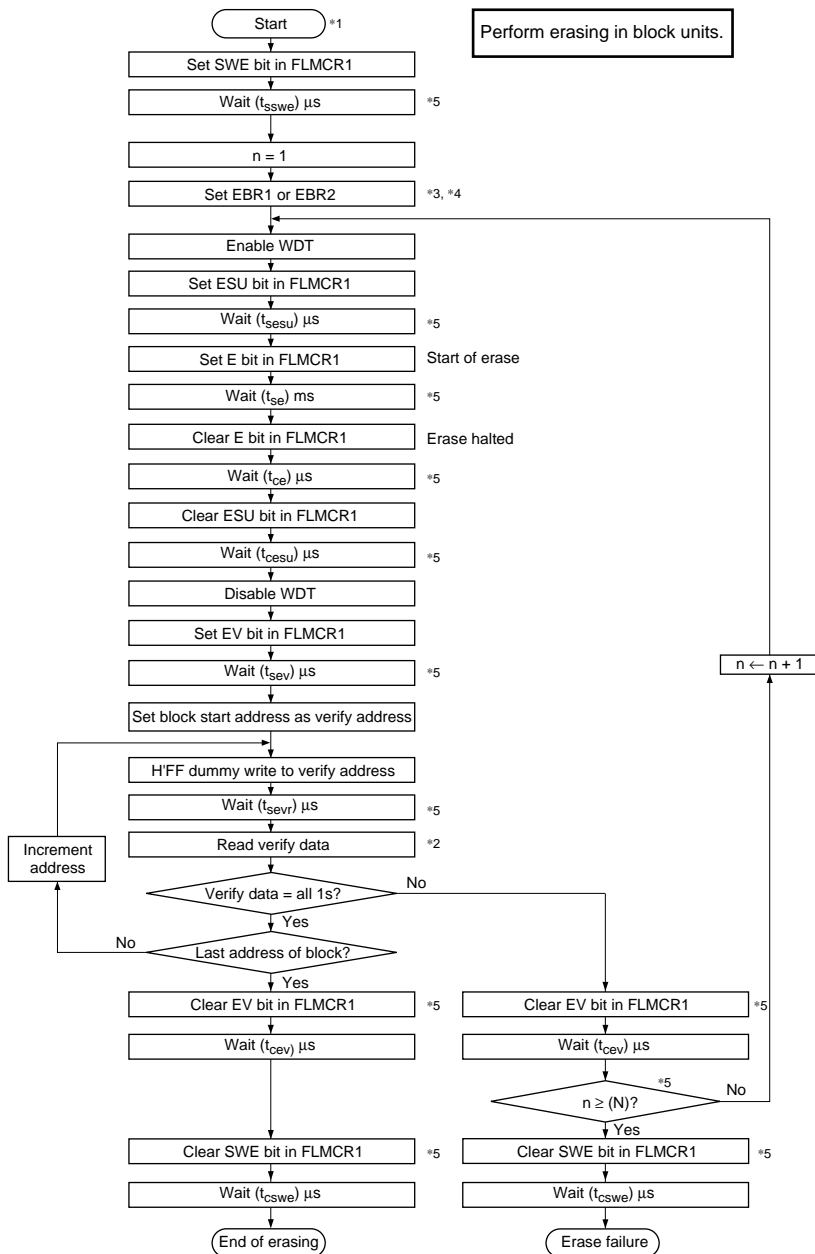 Start *1
Perform erasing in block units.
Set SWE bit in FLMCR1
Wait (tsswe) μs *5
n = 1
Set EBR1 or EBR2 *3, *4
Enable WDT
Set ESU bit in FLMCR1
Wait (tsesu) μs *5
Set E bit in FLMCR1 Start of erase
Wait (tse) ms *5
Clear E bit in FLMCR1 Erase halted
Wait (tce) μs *5
Clear ESU bit in FLMCR1
Wait (tcesu) μs *5
Disable WDT
Set EV bit in FLMCR1
Wait (tsev) μs *5
n ← n + 1
Set block start address as verify address
H'FF dummy write to verify address
Wait (tsevr) μs *5
Read verify data *2
Increment
address
Verify data = all 1s?
No
Yes
Last address of block?
No
Yes
Clear EV bit in FLMCR1 *5
Wait (tcev) μs
Clear EV bit in FLMCR1 *5
Wait (tcev) μs
*5
n ≥ (N)?
No
Yes
Clear SWE bit in FLMCR1 *5
Wait (tcswe) μs
End of erasing
Clear SWE bit in FLMCR1 *5
Wait (tcswe) μs
Erase failure